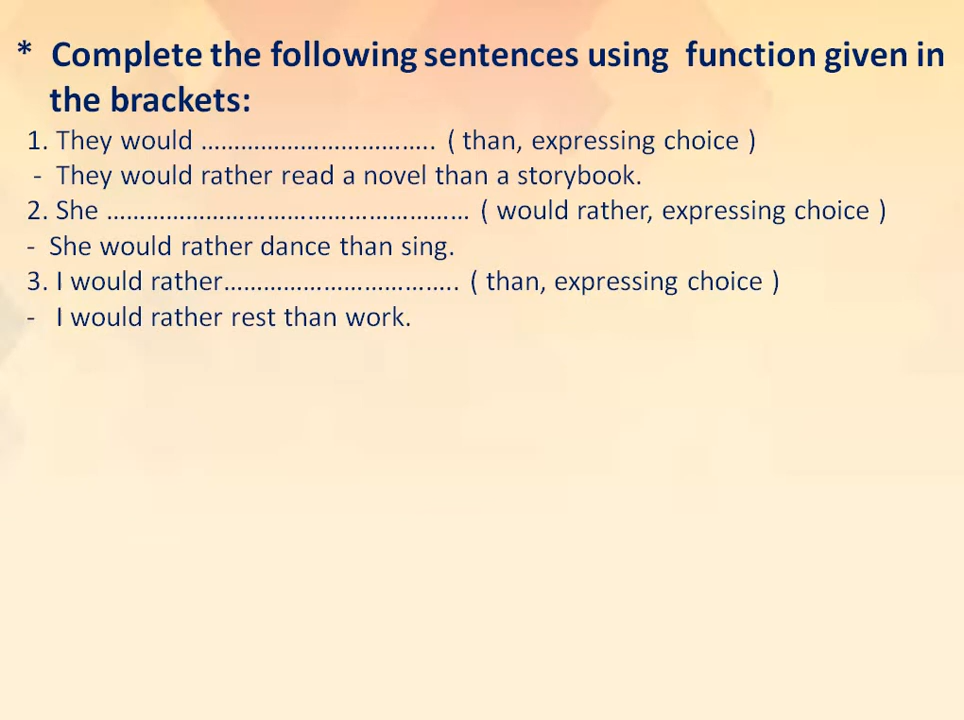 * Complete the following sentences using function given in
the brackets:
1. They would ……………………………... ( than, expressing choice )
- They would rather read a novel than a storybook.
2. She ……………………………………………… ( would rather, expressing choice )
- She would rather dance than sing.
3. I would rather…………………………….. ( than, expressing choice )
- I would rather rest than work.